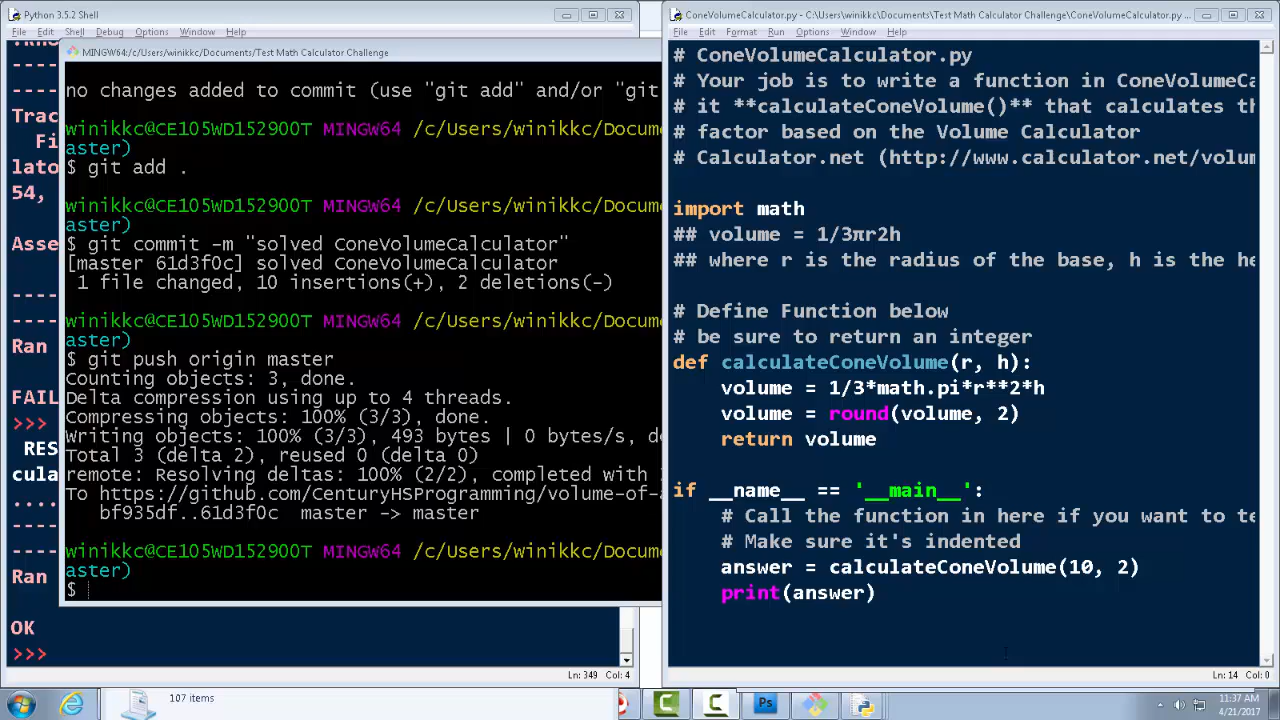 Python 3.5.2 Shell
File Edit Shell Debug Options Window Help
----
Trac
Fi
lato
54,
Asse
----
----
Ran
FAIL
>>>
RES
cula
....
----
----
Ran
OK
>>>
Ln: 349 Col: 4
MINGW64:/c/Users/winikkc/Documents/Test Math Calculator Challenge
no changes added to commit (use "git add" and/or "git
winikkc@CE105WD152900T MINGW64 /c/Users/winikkc/Docume
aster)
$ git add .
winikkc@CE105WD152900T MINGW64 /c/Users/winikkc/Docume
aster)
$ git commit -m "solved ConeVolumeCalculator"
[master 61d3f0c] solved ConeVolumeCalculator
1 file changed, 10 insertions(+), 2 deletions(-)
winikkc@CE105WD152900T MINGW64 /c/Users/winikkc/Docume
aster)
$ git push origin master
Counting objects: 3, done.
Delta compression using up to 4 threads.
Compressing objects: 100% (3/3), done.
Writing objects: 100% (3/3), 493 bytes | 0 bytes/s, do
Total 3 (delta 2), reused 0 (delta 0)
remote: Resolving deltas: 100% (2/2), completed with
To https://github.com/CenturyHSProgramming/volume-of-a
bf935df..61d3f0c master -> master
winikkc@CE105WD152900T MINGW64 /c/Users/winikkc/Docume
aster)
$
ConeVolumeCalculator.py - C:\Users\winikkc\Documents\Test Math Calculator Challenge\ConeVolumeCalculator.py ...
File Edit Format Run Options Window Help
# ConeVolumeCalculator.py
# Your job is to write a function in ConeVolumeCa
# it **calculateConeVolume()** that calculates th
# factor based on the Volume Calculator
# Calculator.net (http://www.calculator.net/volum
import math
## volume = 1/3πr2h
## where r is the radius of the base, h is the he
# Define Function below
# be sure to return an integer
def calculateConeVolume(r, h):
volume = 1/3*math.pi*r**2*h
volume = round(volume, 2)
return volume
if __name__ == '__main__':
# Call the function in here if you want to te
# Make sure it's indented
answer = calculateConeVolume(10, 2)
print(answer)
Ln: 14 Col: 0
107 items
11:37 AM
4/21/2017